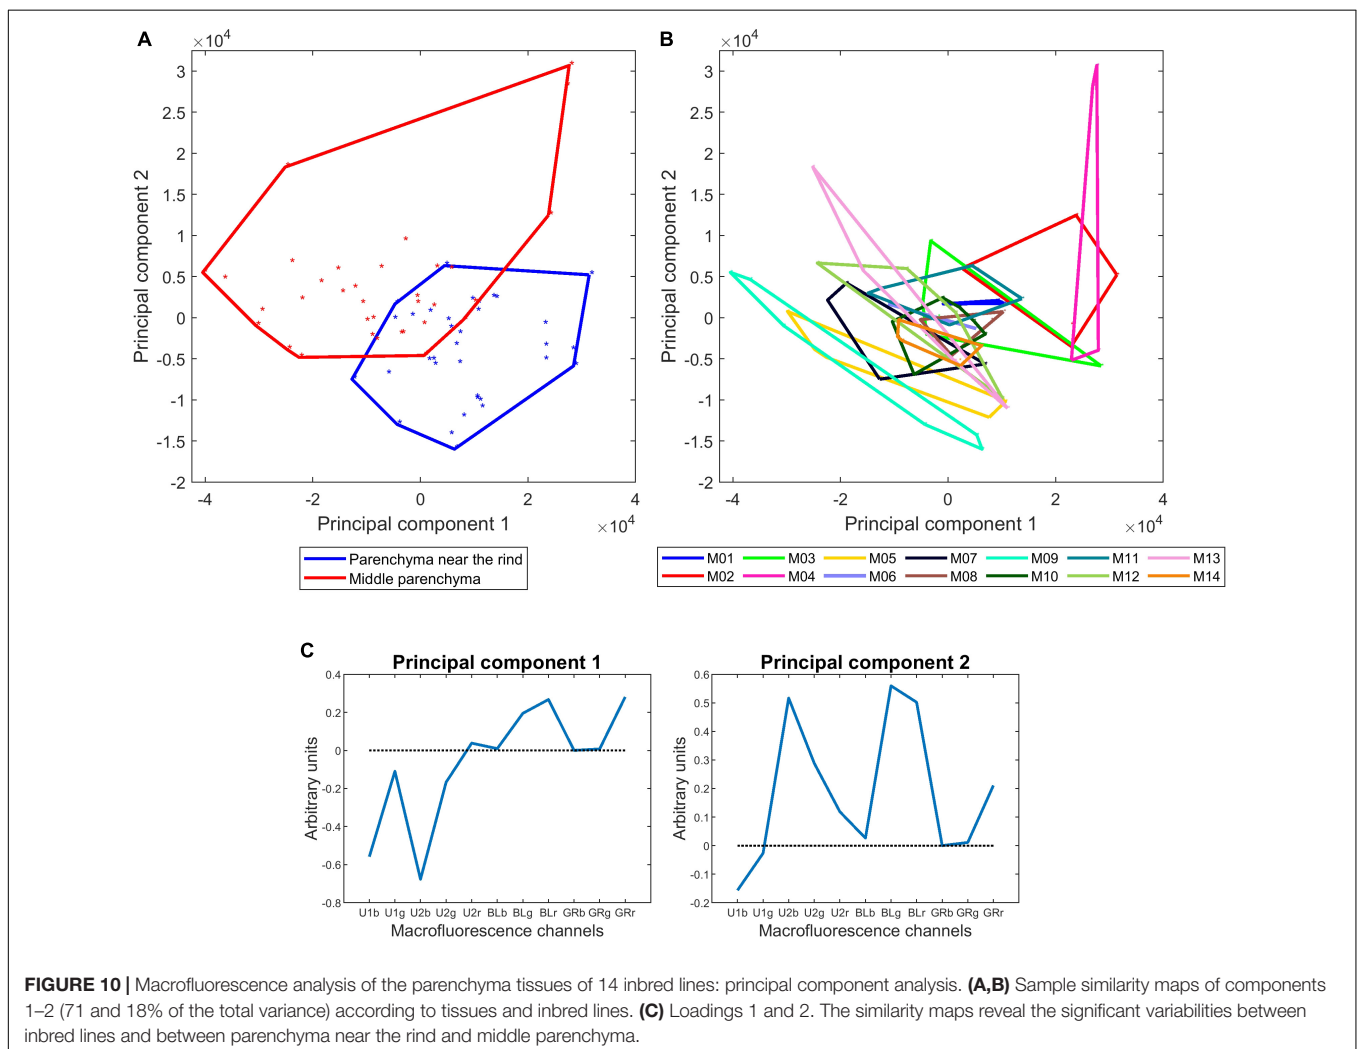 A
×10⁴
3
2.5
2
1.5
1
0.5
0
-0.5
-1
-1.5
-2
-4
-2
0
2
4
×10⁴
Principal component 2
Principal component 1
Parenchyma near the rind
Middle parenchyma
B
×10⁴
3
2.5
2
1.5
1
0.5
0
-0.5
-1
-1.5
-2
-4
-2
0
2
4
×10⁴
Principal component 2
Principal component 1
M01 M03 M05 M07 M09 M11 M13
M02 M04 M06 M08 M10 M12 M14
C
Principal component 1
0.4
0.2
0
-0.2
-0.4
-0.6
-0.8
Arbitrary units
U1b U1g U2b U2g U2r BLb BLg BLr GRb GRg GRr
Macrofluorescence channels
Principal component 2
0.6
0.5
0.4
0.3
0.2
0.1
0
-0.1
-0.2
Arbitrary units
U1b U1g U2b U2g U2r BLb BLg BLr GRb GRg GRr
Macrofluorescence channels
FIGURE 10 | Macrofluorescence analysis of the parenchyma tissues of 14 inbred lines: principal component analysis. (A,B) Sample similarity maps of components
1–2 (71 and 18% of the total variance) according to tissues and inbred lines. (C) Loadings 1 and 2. The similarity maps reveal the significant variabilities between
inbred lines and between parenchyma near the rind and middle parenchyma.